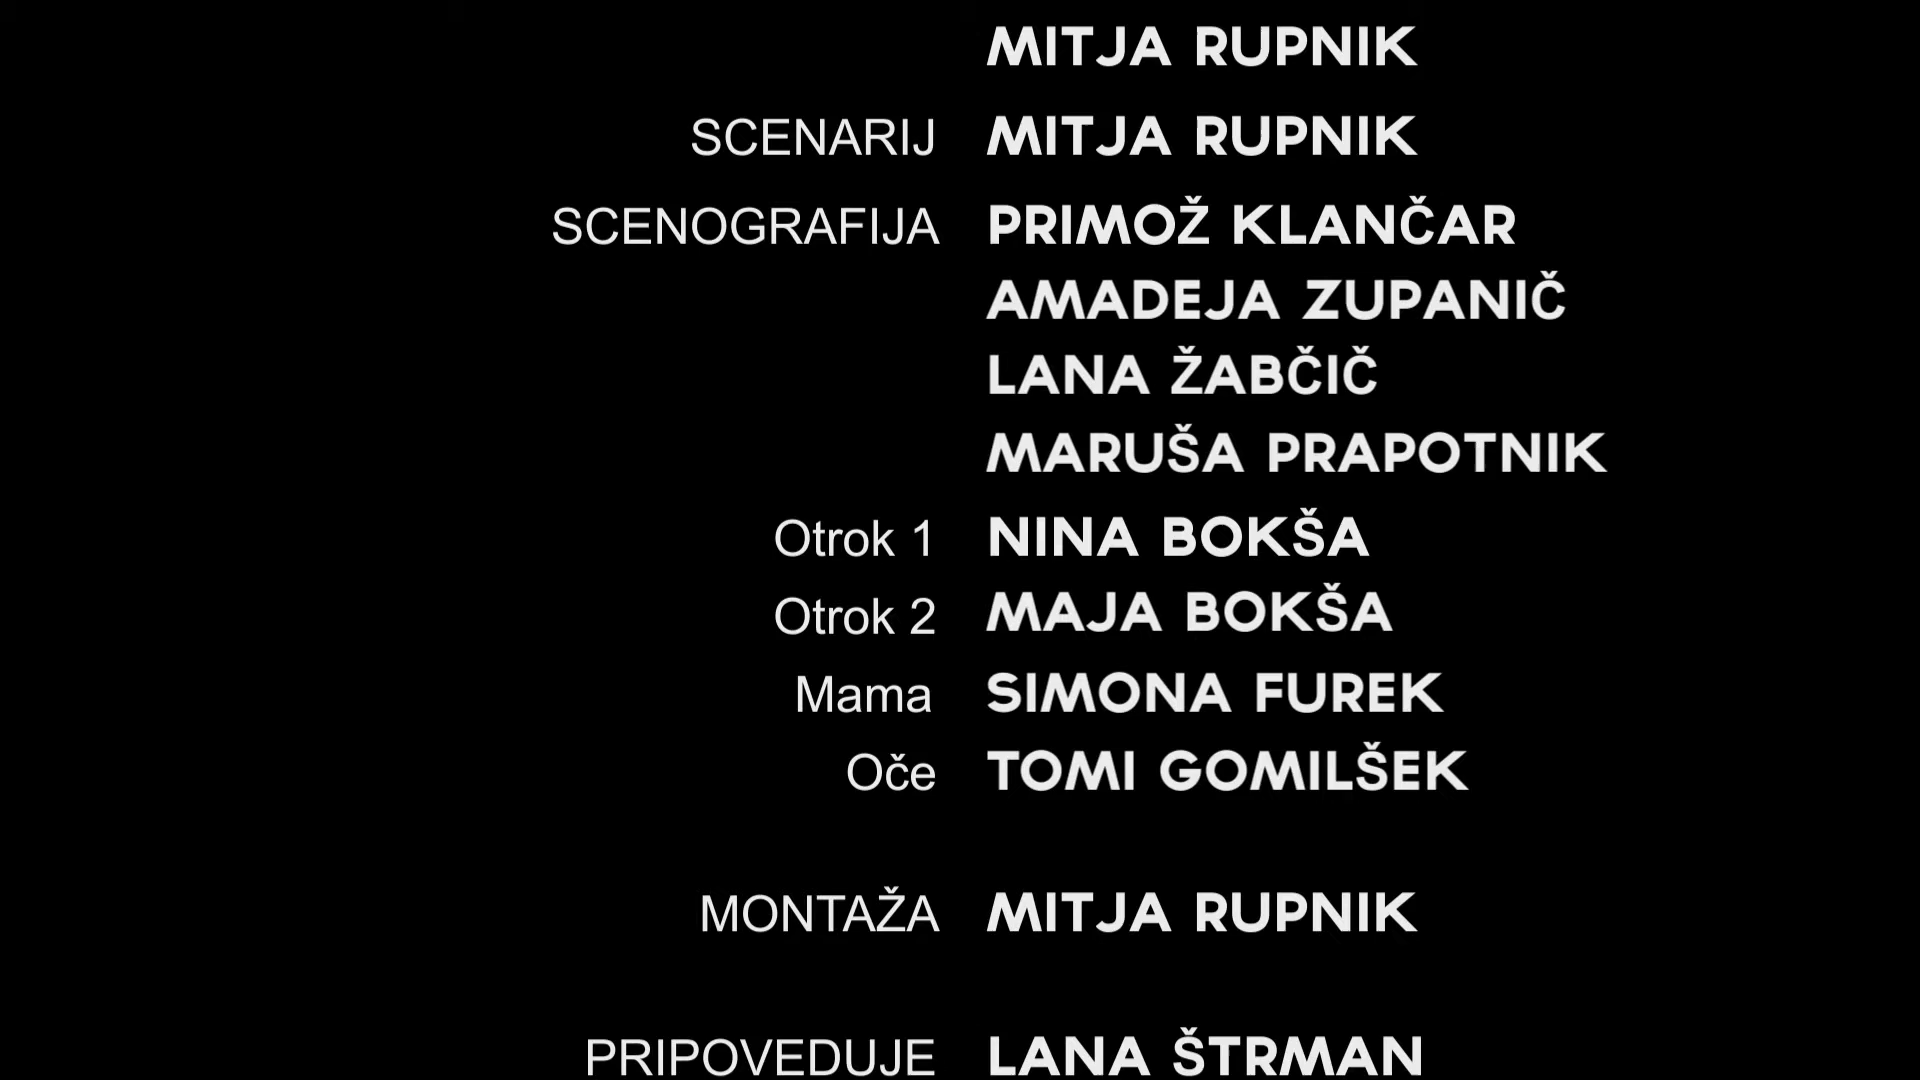 MITJA RUPNIK
SCENARIJ MITJA RUPNIK
SCENOGRAFIJA PRIMOŽ KLANČAR
AMADEJA ZUPANIČ
LANA ŽABČIČ
MARUŠA PRAPOTNIK
Otrok 1 NINA BOKŠA
Otrok 2 MAJA BOKŠA
Mama SIMONA FUREK
Oče TOMI GOMILŠEK
MONTAŽA MITJA RUPNIK
PRIPOVEDUJE LANA ŠTRMAN